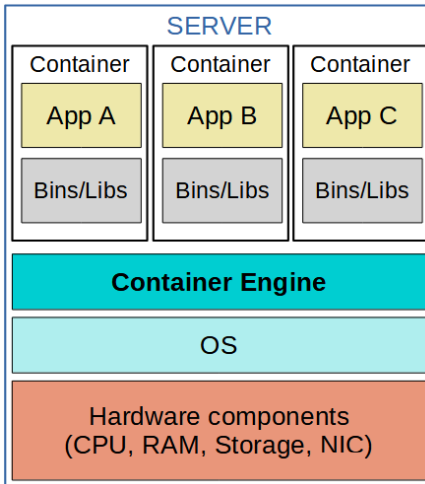 SERVER
Container Container Container
App A App B App C
Bins/Libs Bins/Libs Bins/Libs
Container Engine
OS
Hardware components
(CPU, RAM, Storage, NIC)